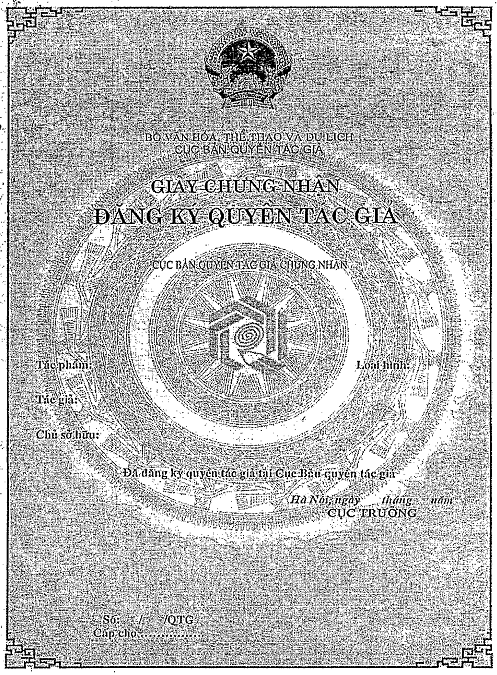 BỘ VĂN HÓA, THỂ THAO VÀ DU LỊCH
CỤC BẢN QUYỀN TÁC GIẢ
GIẤY CHỨNG NHẬN
ĐĂNG KÝ QUYỀN TÁC GIẢ
CỤC BẢN QUYỀN TÁC GIẢ CHỨNG NHẬN
Tác phẩm: Loại hình:
Tác giả:
Chủ sở hữu:
Đã đăng ký quyền tác giả tại Cục Bản quyền tác giả
Hà Nội, ngày tháng năm
CỤC TRƯỞNG
Số: / /QTG
Cấp cho..................